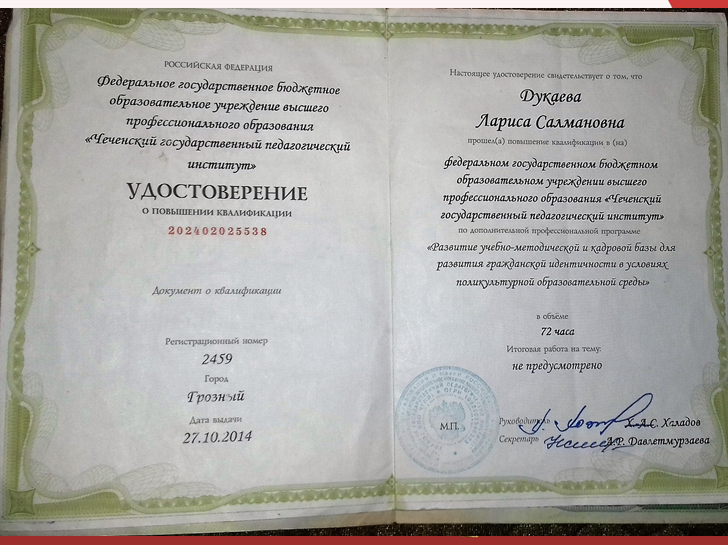 РОССИЙСКАЯ ФЕДЕРАЦИЯ
Федеральное государственное бюджетное
образовательное учреждение высшего
профессионального образования
«Чеченский государственный педагогический
институт»
УДОСТОВЕРЕНИЕ
О ПОВЫШЕНИИ КВАЛИФИКАЦИИ
202402025538
Документ о квалификации
Регистрационный номер
2459
Город
Грозный
Дата выдачи
27.10.2014
Настоящее удостоверение свидетельствует о том, что
Дукаева
Лариса Салмановна
прошел(а) повышение квалификации в (на)
федеральном государственном бюджетном
образовательном учреждении высшего
профессионального образования «Чеченский
государственный педагогический институт»
по дополнительной профессиональной программе
«Развитие учебно-методической и кадровой базы для
развития гражданской идентичности в условиях
поликультурной образовательной среды»
в объёме
72 часа
Итоговая работа на тему:
не предусмотрено
М.П.
Руководитель Х-А.С. Халадов
Секретарь А.Р. Давлетмурзаева